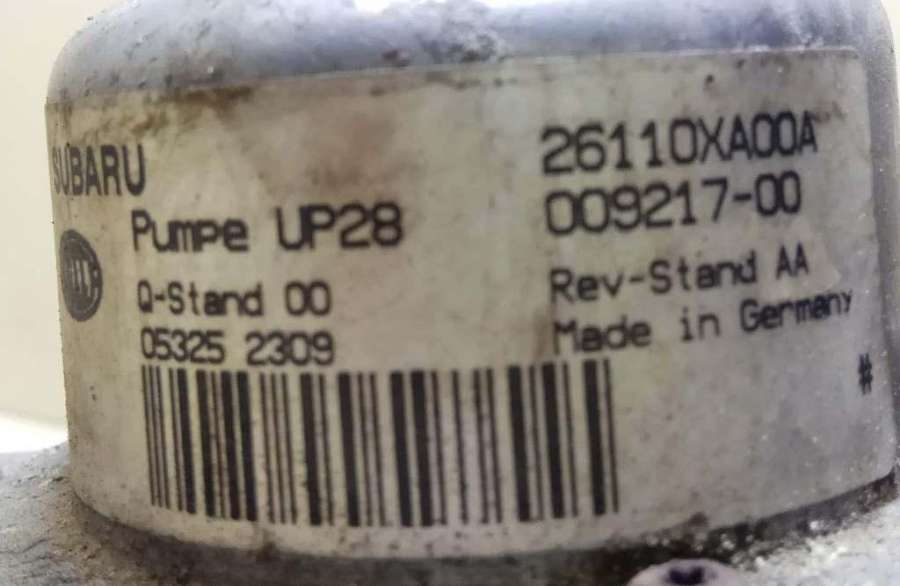 SUBARU
Pumpe UP28
Q-Stand 00
05325 2309
26110XA00A
009217-00
Rev-Stand AA
Made in Germany
#